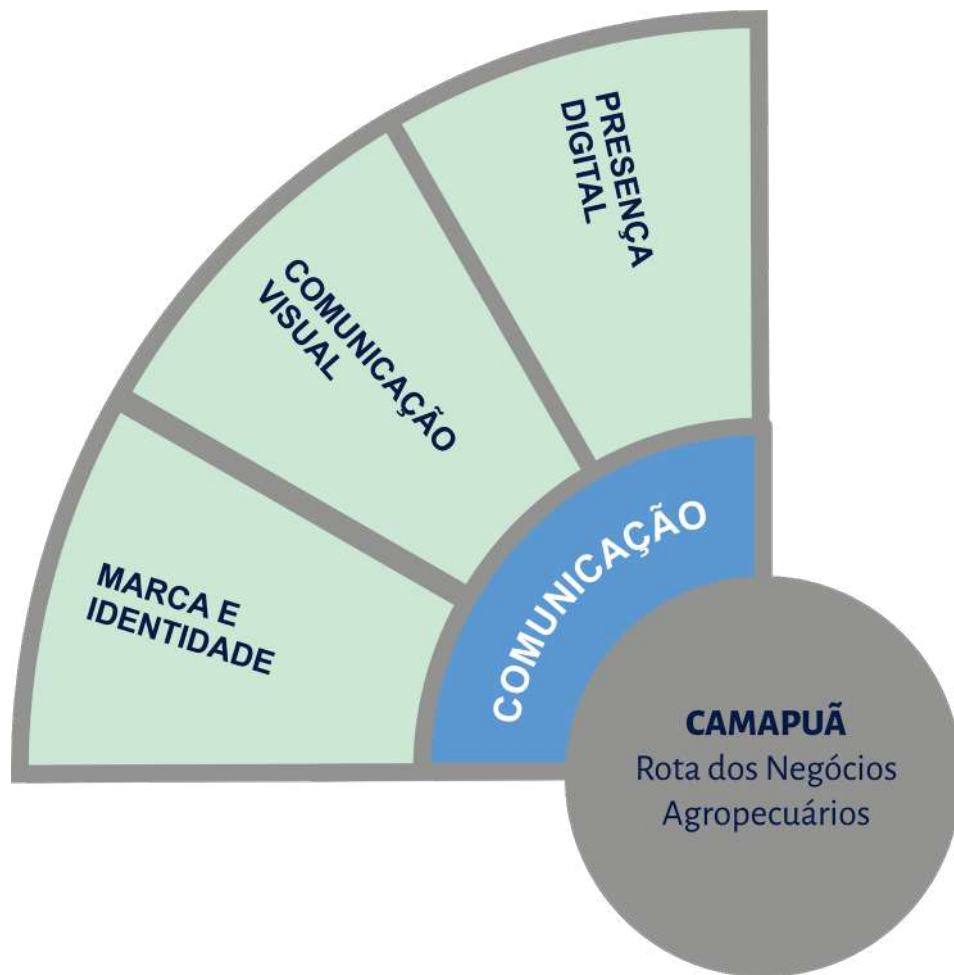 PRESENÇA
DIGITAL
COMUNICAÇÃO
VISUAL
MARCA E
IDENTIDADE
COMUNICAÇÃO
CAMAPUÃ
Rota dos Negócios
Agropecuários